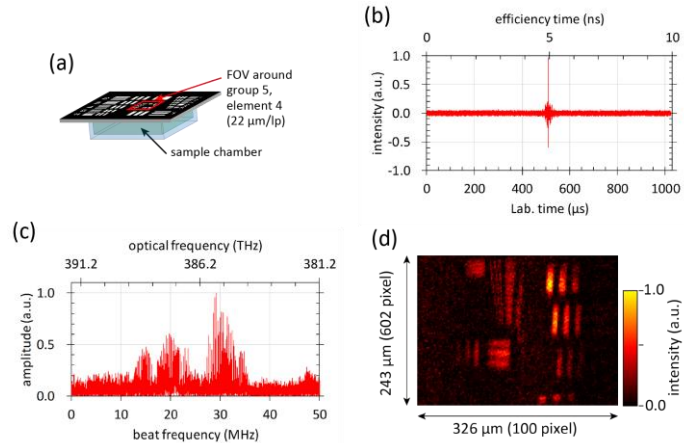 (a)
FOV around
group 5,
element 4
(22 μm/lp)
sample chamber
(b)
efficiency time (ns)
0 5 10
1.0
0.5
0.0
-0.5
-1.0
intensity (a.u.)
0 200 400 600 800 1000
Lab. time (μs)
(c)
optical frequency (THz)
391.2 386.2 381.2
1.0
0.5
0.0
amplitude (a.u.)
0 10 20 30 40 50
beat frequency (MHz)
(d)
243 μm (602 pixel)
326 μm (100 pixel)
1.0
0.0
intensity (a.u.)